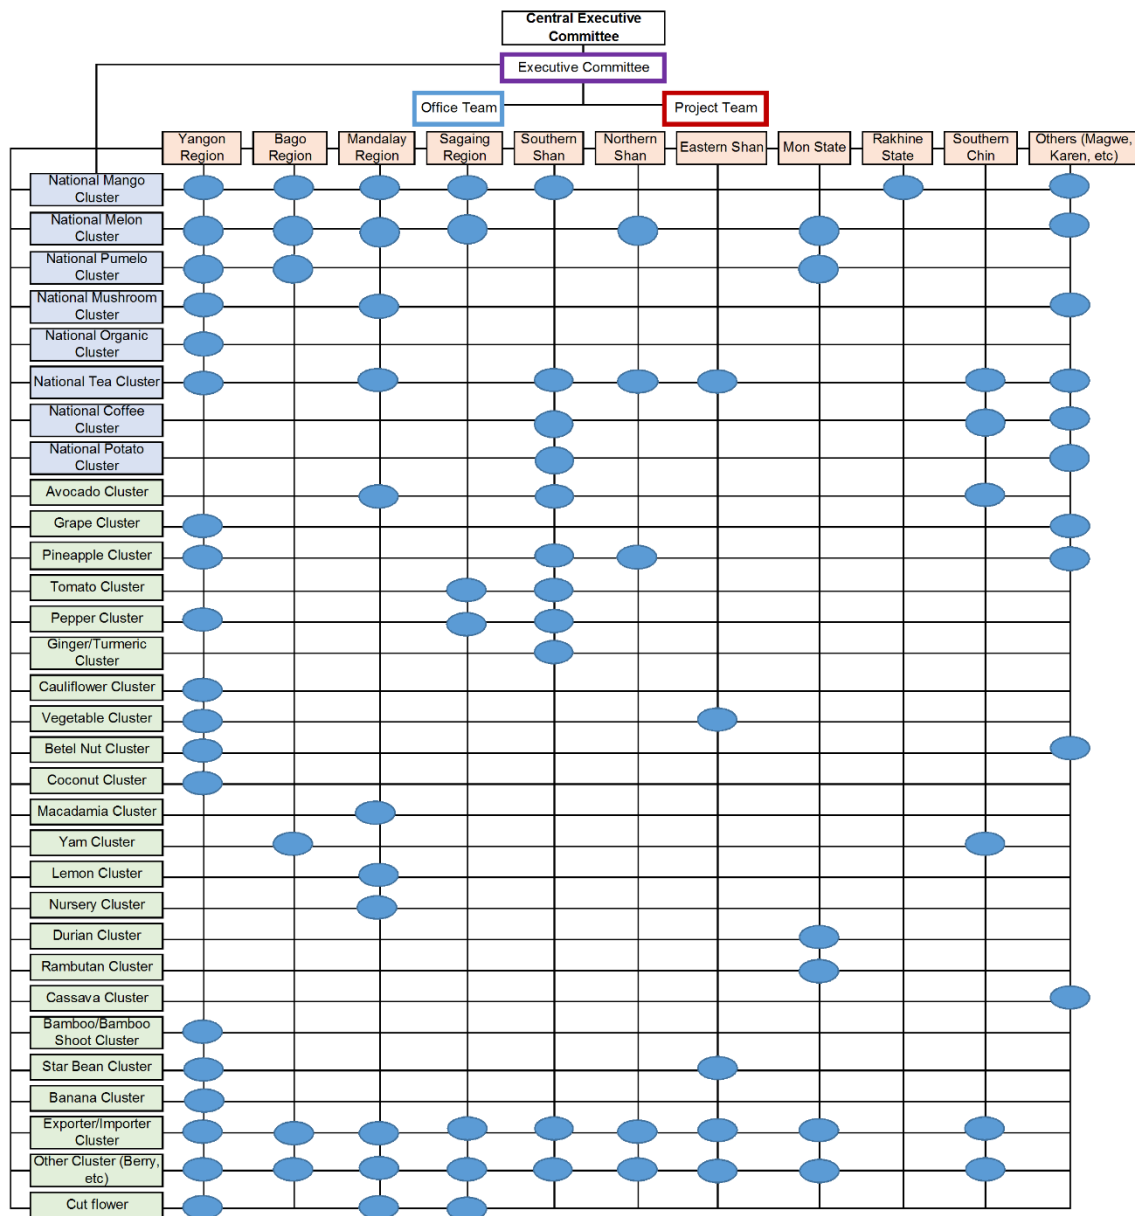 Central Executive
Committee
Executive Committee
Office Team
Project Team
Yangon
Region
Bago
Region
Mandalay
Region
Sagaing
Region
Southern
Shan
Northern
Shan
Eastern Shan
Mon State
Rakhine
State
Southern
Chin
Others (Magwe,
Karen, etc)
National Mango
Cluster
National Melon
Cluster
National Pumelo
Cluster
National Mushroom
Cluster
National Organic
Cluster
National Tea Cluster
National Coffee
Cluster
National Potato
Cluster
Avocado Cluster
Grape Cluster
Pineapple Cluster
Tomato Cluster
Pepper Cluster
Ginger/Turmeric
Cluster
Cauliflower Cluster
Vegetable Cluster
Betel Nut Cluster
Coconut Cluster
Macadamia Cluster
Yam Cluster
Lemon Cluster
Nursery Cluster
Durian Cluster
Rambutan Cluster
Cassava Cluster
Bamboo/Bamboo
Shoot Cluster
Star Bean Cluster
Banana Cluster
Exporter/Importer
Cluster
Other Cluster (Berry,
etc)
Cut flower